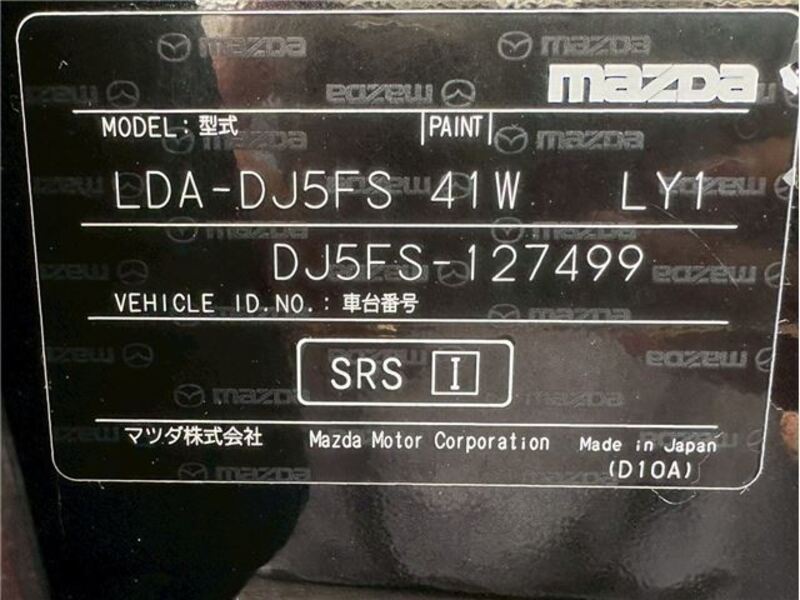 mazda
MODEL: 型式 PAINT
LDA-DJ5FS 41W LY1
DJ5FS-127499
VEHICLE ID.NO.: 車台番号
SRS I
マツダ株式会社 Mazda Motor Corporation Made in Japan
(D10A)